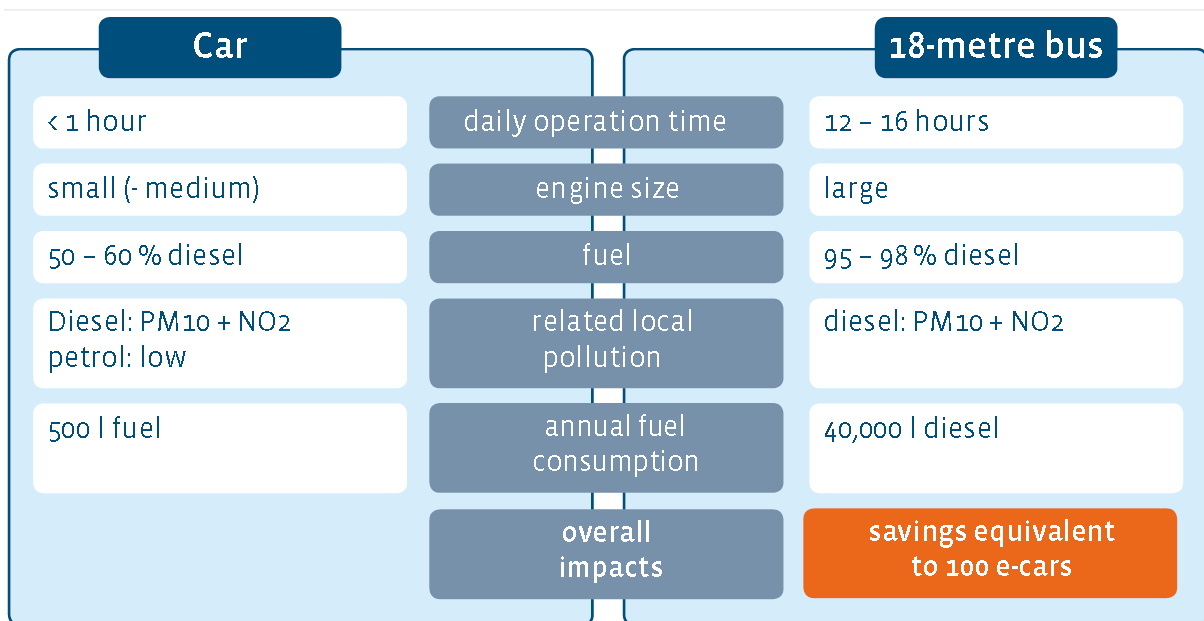 Car
18-metre bus
< 1 hour
daily operation time
12 – 16 hours
small (- medium)
engine size
large
50 – 60 % diesel
fuel
95 – 98 % diesel
Diesel: PM10 + NO2
petrol: low
related local
pollution
diesel: PM10 + NO2
500 l fuel
annual fuel
consumption
40,000 l diesel
overall
impacts
savings equivalent
to 100 e-cars